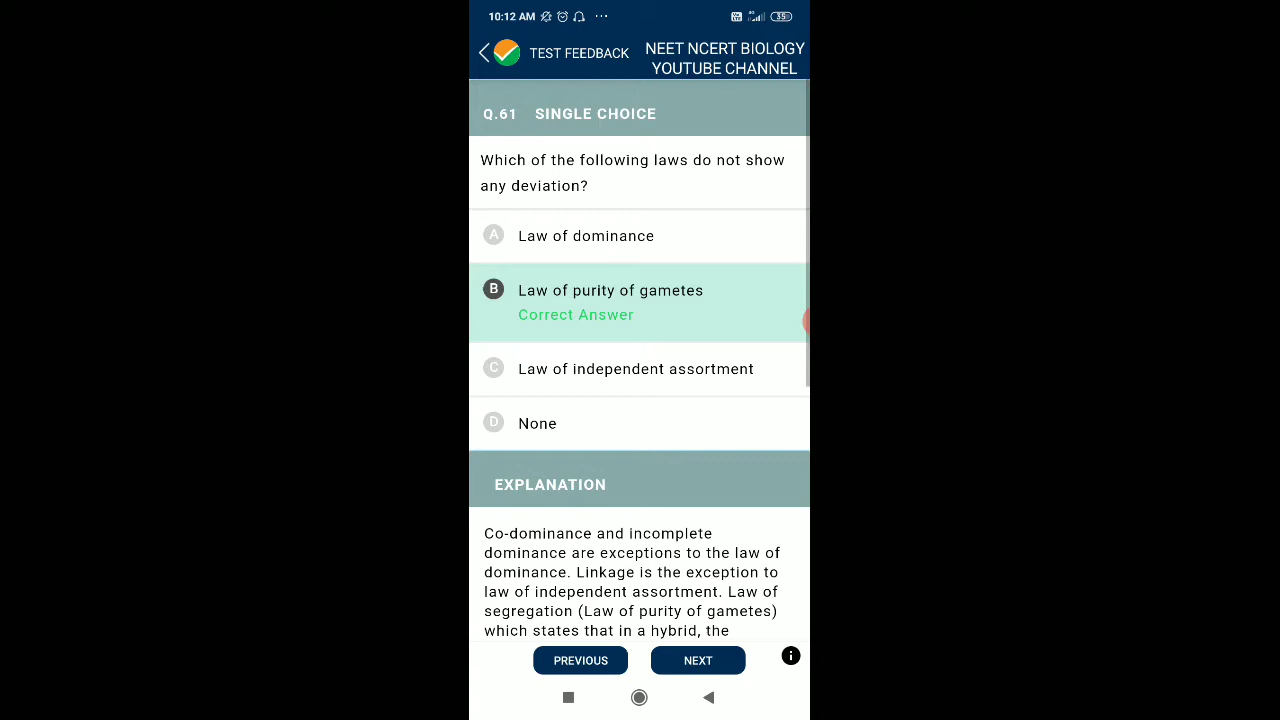 10:12 AM ... 4G 35
TEST FEEDBACK
NEET NCERT BIOLOGY
YOUTUBE CHANNEL
Q.61 SINGLE CHOICE
Which of the following laws do not show
any deviation?
A Law of dominance
B Law of purity of gametes
Correct Answer
C Law of independent assortment
D None
EXPLANATION
Co-dominance and incomplete
dominance are exceptions to the law of
dominance. Linkage is the exception to
law of independent assortment. Law of
segregation (Law of purity of gametes)
which states that in a hybrid, the
PREVIOUS NEXT